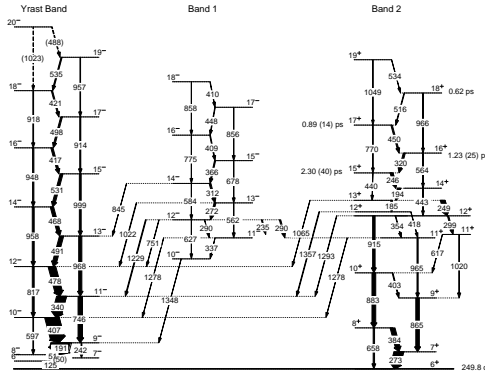 Yrast Band Band 1 Band 2
20⁻
(488) 19⁻ 19⁺
(1023) 534
535 957 18⁻ 410 1049 18⁺ 0.62 ps
18⁻ 421 858 448 17⁻ 516
918 498 17⁻ 0.89 (14) ps 17⁺ 966
16⁻ 914 16⁻ 409 856 450 16⁺ 1.23 (25) ps
417 775 15⁻ 770 320
948 15⁻ 366 2.30 (40) ps 15⁺ 564
531 14⁻ 678 246 14⁺
14⁻ 999 312 13⁻ 440 194
468 845 584 272 13⁺ 185 443 249 12⁺
958 13⁻ 1022 12⁻ 290 562 235 290 1065 12⁺ 354 418 299 11⁺
491 751 627 337 11⁻ 1357 1293 915 11⁺ 617
12⁻ 968 1229 10⁻ 1278 965 1020
478 1278 10⁺
817 340 11⁻ 1348 883 403 9⁺
10⁻ 746
407 8⁺ 865
597 9⁻ 658 384 7⁺
8⁻ 191 242 7⁻
6⁻ 51 (50) 273 6⁺
125 249.8